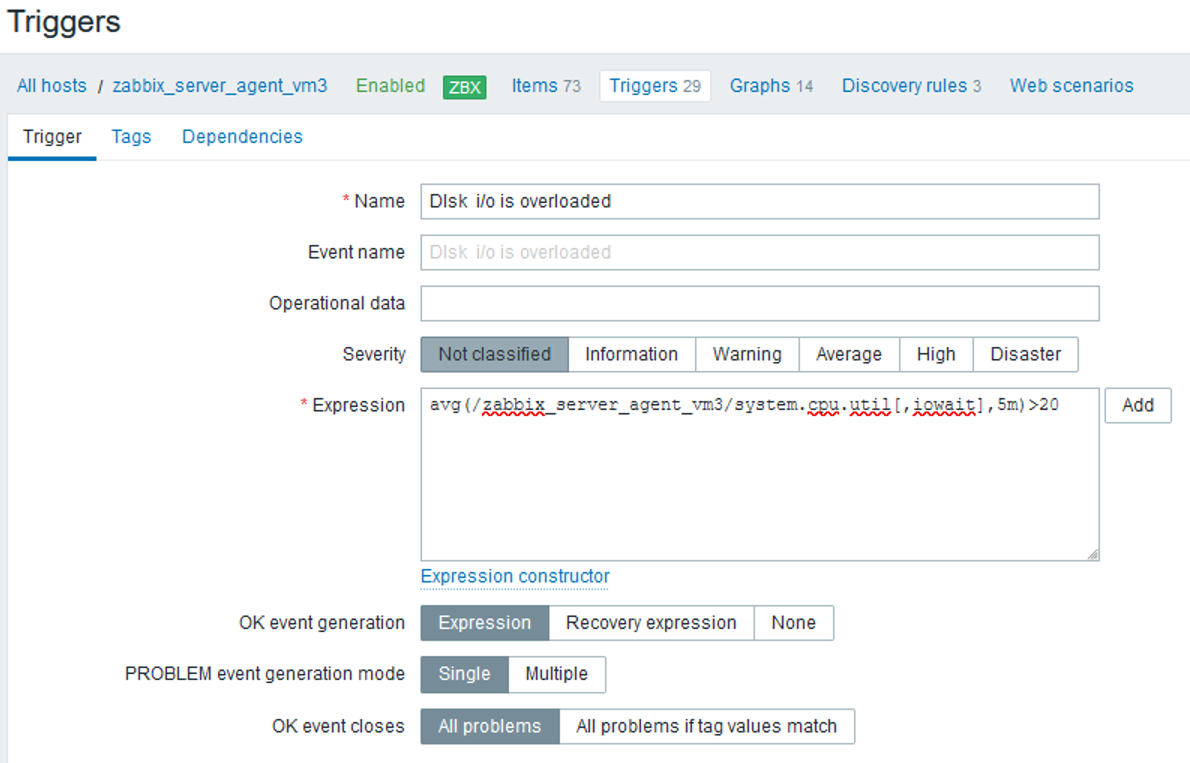 Triggers
All hosts / zabbix_server_agent_vm3 Enabled ZBX Items 73 Triggers 29 Graphs 14 Discovery rules 3 Web scenarios
Trigger Tags Dependencies
* Name DIsk i/o is overloaded
Event name DIsk i/o is overloaded
Operational data
Severity Not classified Information Warning Average High Disaster
* Expression avg(/zabbix_server_agent_vm3/system.cpu.util[,iowait],5m)>20 Add
Expression constructor
OK event generation Expression Recovery expression None
PROBLEM event generation mode Single Multiple
OK event closes All problems All problems if tag values match